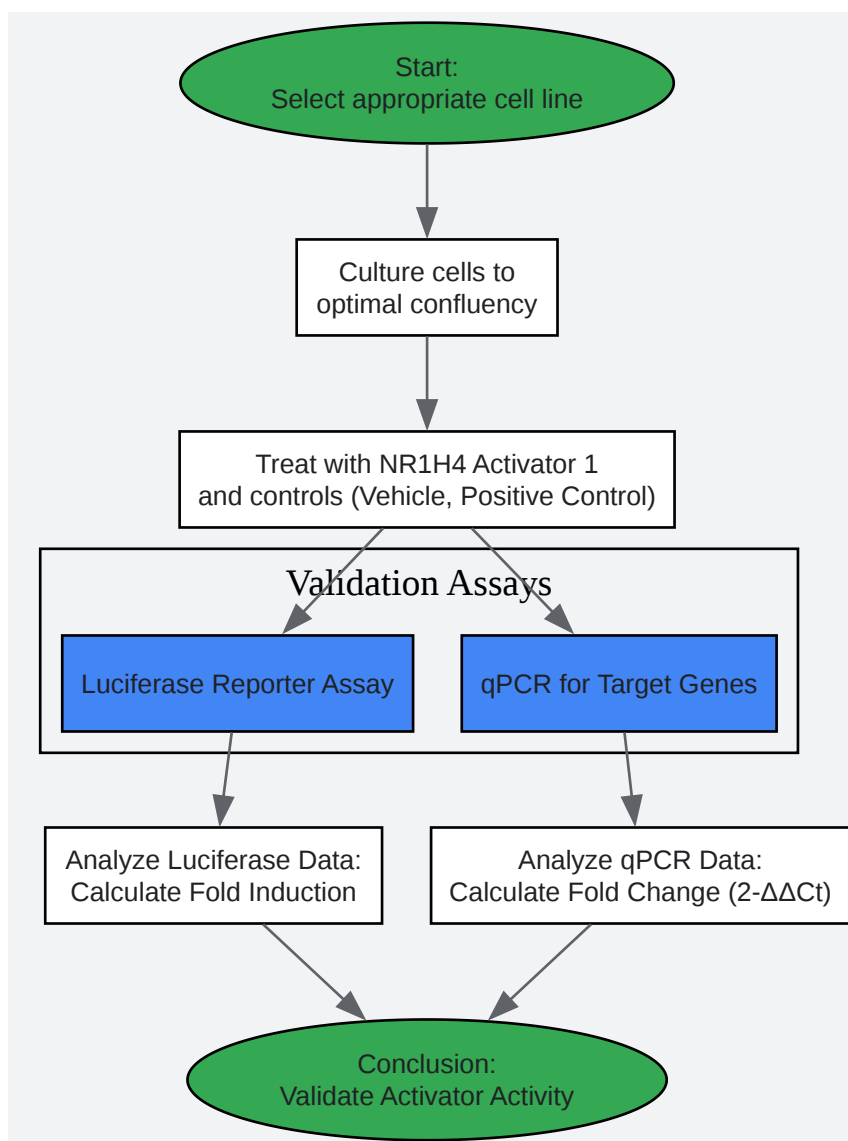 Start:
Select appropriate cell line
Culture cells to
optimal confluency
Treat with NR1H4 Activator 1
and controls (Vehicle, Positive Control)
Validation Assays
Luciferase Reporter Assay
qPCR for Target Genes
Analyze Luciferase Data:
Calculate Fold Induction
Analyze qPCR Data:
Calculate Fold Change (2-ΔΔCt)
Conclusion:
Validate Activator Activity